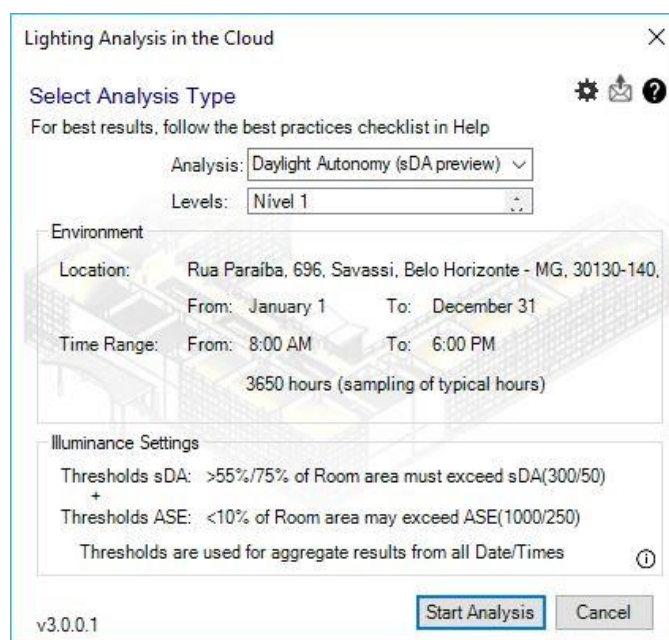 Lighting Analysis in the Cloud
Select Analysis Type
For best results, follow the best practices checklist in Help
Analysis: Daylight Autonomy (sDA preview)
Levels: Nível 1
Environment
Location: Rua Paraíba, 696, Savassi, Belo Horizonte - MG, 30130-140,
From: January 1 To: December 31
Time Range: From: 8:00 AM To: 6:00 PM
3650 hours (sampling of typical hours)
Illuminance Settings
Thresholds sDA: >55%/75% of Room area must exceed sDA(300/50)
+
Thresholds ASE: <10% of Room area may exceed ASE(1000/250)
Thresholds are used for aggregate results from all Date/Times
v3.0.0.1
Start Analysis Cancel